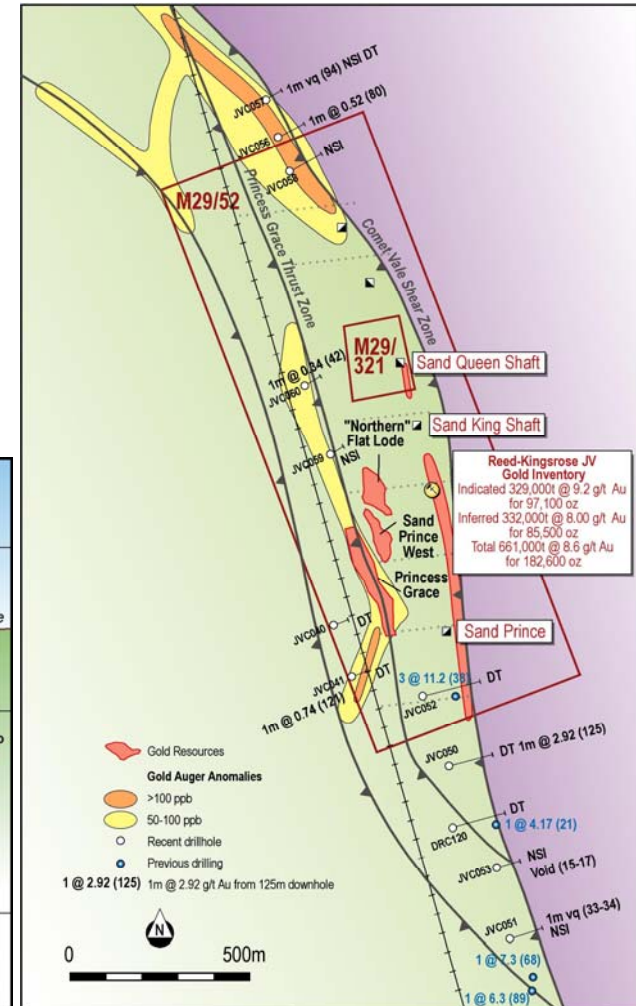 1m vq (94) NSI DT
JVC057
1m @ 0.52 (80)
JVC056
NSI
JVC058
M29/52
Princess Grace Thrust Zone
Comet Vale Shear Zone
M29/
321
Sand Queen Shaft
1m @ 0.34 (42)
JVC060
Sand King Shaft
"Northern"
Flat Lode
JVC059
NSI
Reed-Kingsrose JV
Gold Inventory
Indicated 329,000t @ 9.2 g/t Au
for 97,100 oz
Inferred 332,000t @ 8.00 g/t Au
for 85,500 oz
Total 661,000t @ 8.6 g/t Au
for 182,600 oz
Sand
Prince
West
Princess
Grace
JVC040
DT
Sand Prince
JVC041
DT
1m @ 0.74 (121)
3 @ 11.2 (38)
DT
JVC052
JVC050
DT 1m @ 2.92 (125)
DT
DRC120
1 @ 4.17 (21)
JVC053
NSI
Void (15-17)
JVC051
1m vq (33-34)
NSI
1 @ 7.3 (68)
1 @ 6.3 (89)
Gold Resources
Gold Auger Anomalies
>100 ppb
50-100 ppb
Recent drillhole
Previous drilling
1 @ 2.92 (125) 1m @ 2.92 g/t Au from 125m downhole
N
0 500m